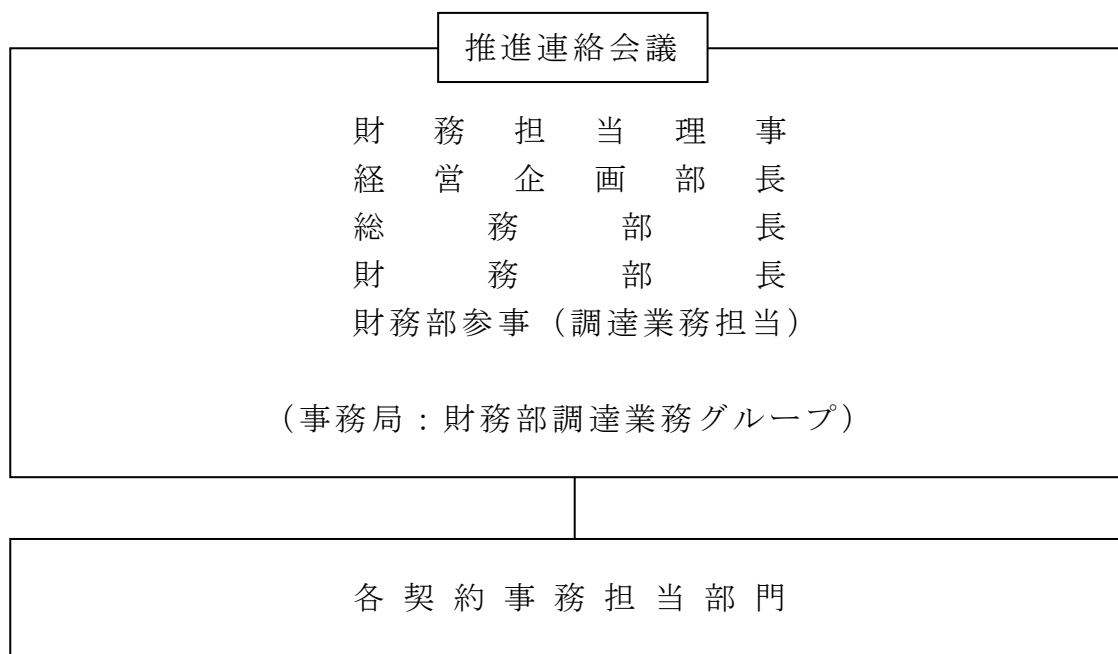 推進連絡会議
財務担当理事
経営企画部長
総務部長
財務部長
財務部参事（調達業務担当）
（事務局：財務部調達業務グループ）
各契約事務担当部門